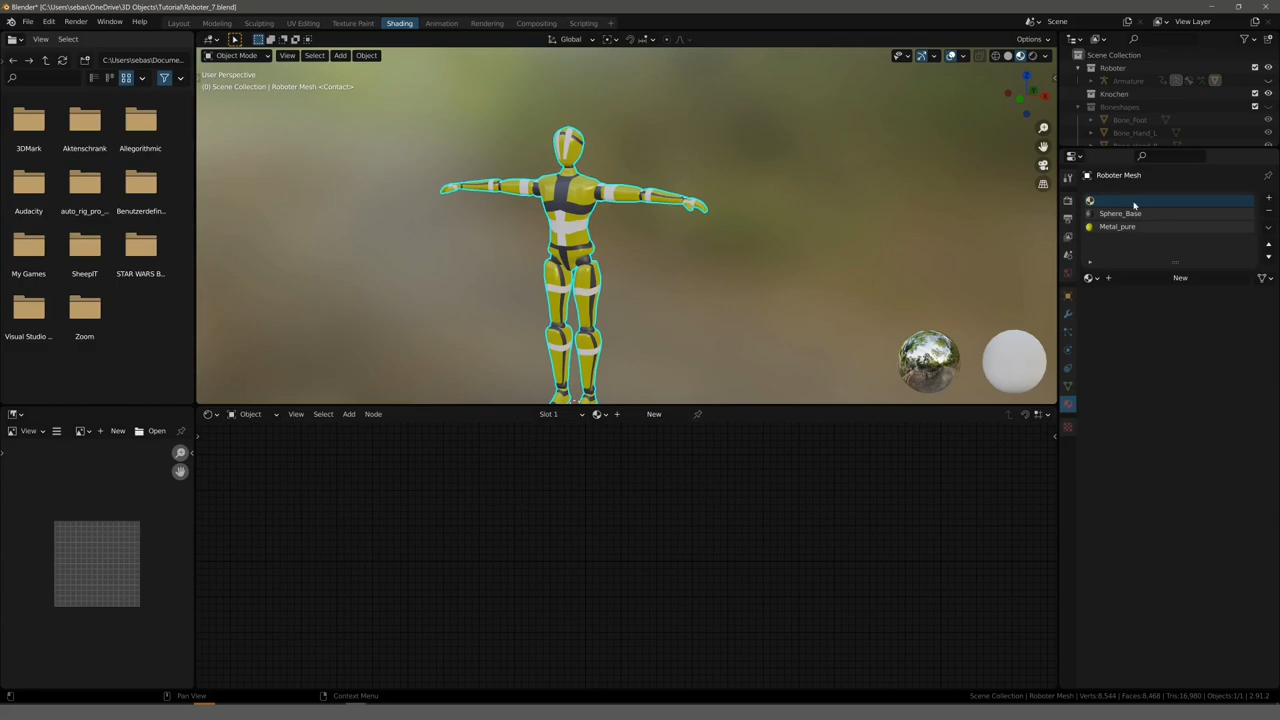 Blender* [C:\Users\sebas\OneDrive\3D Objects\Tutorial\Roboter_7.blend]
File Edit Render Window Help Layout Modeling Sculpting UV Editing Texture Paint Shading Animation Rendering Compositing Scripting + Scene View Layer
View Select Global Options
C:\Users\sebas\Docume... Object Mode View Select Add Object
Scene Collection
Roboter
Armature
Knochen
Boneshapes
Bone_Foot
Bone_Hand_L
User Perspective
(0) Scene Collection | Roboter Mesh <Contact>
3DMark Aktenschrank Allegorithmic
Audacity auto_rig_pro_... Benutzerdefin...
My Games SheepIT STAR WARS B...
Visual Studio ... Zoom
Roboter Mesh
Sphere_Base
Metal_pure
New
Object View Select Add Node Slot 1 New
View New Open
Pan View Context Menu Scene Collection | Roboter Mesh | Verts:8,544 | Faces:8,468 | Tris:16,980 | Objects:1/1 | 2.91.2